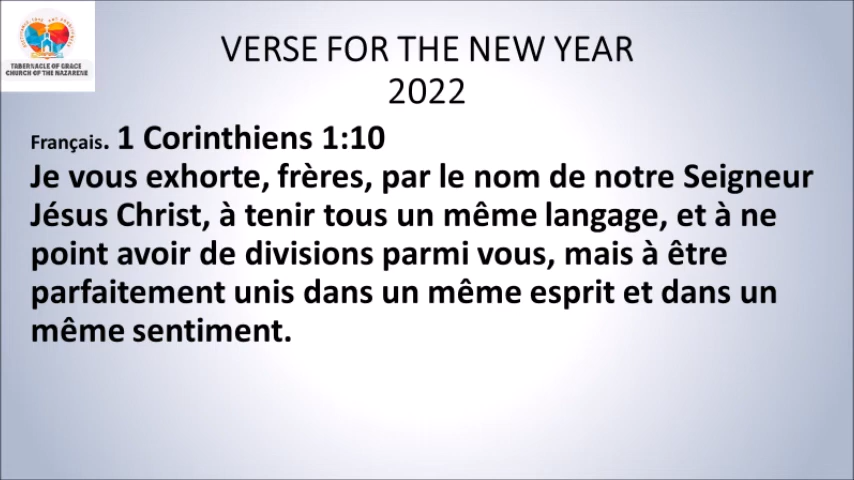 TABERNACLE OF GRACE
CHURCH OF THE NAZARENE
VERSE FOR THE NEW YEAR
2022
Français. 1 Corinthiens 1:10
Je vous exhorte, frères, par le nom de notre Seigneur
Jésus Christ, à tenir tous un même langage, et à ne
point avoir de divisions parmi vous, mais à être
parfaitement unis dans un même esprit et dans un
même sentiment.